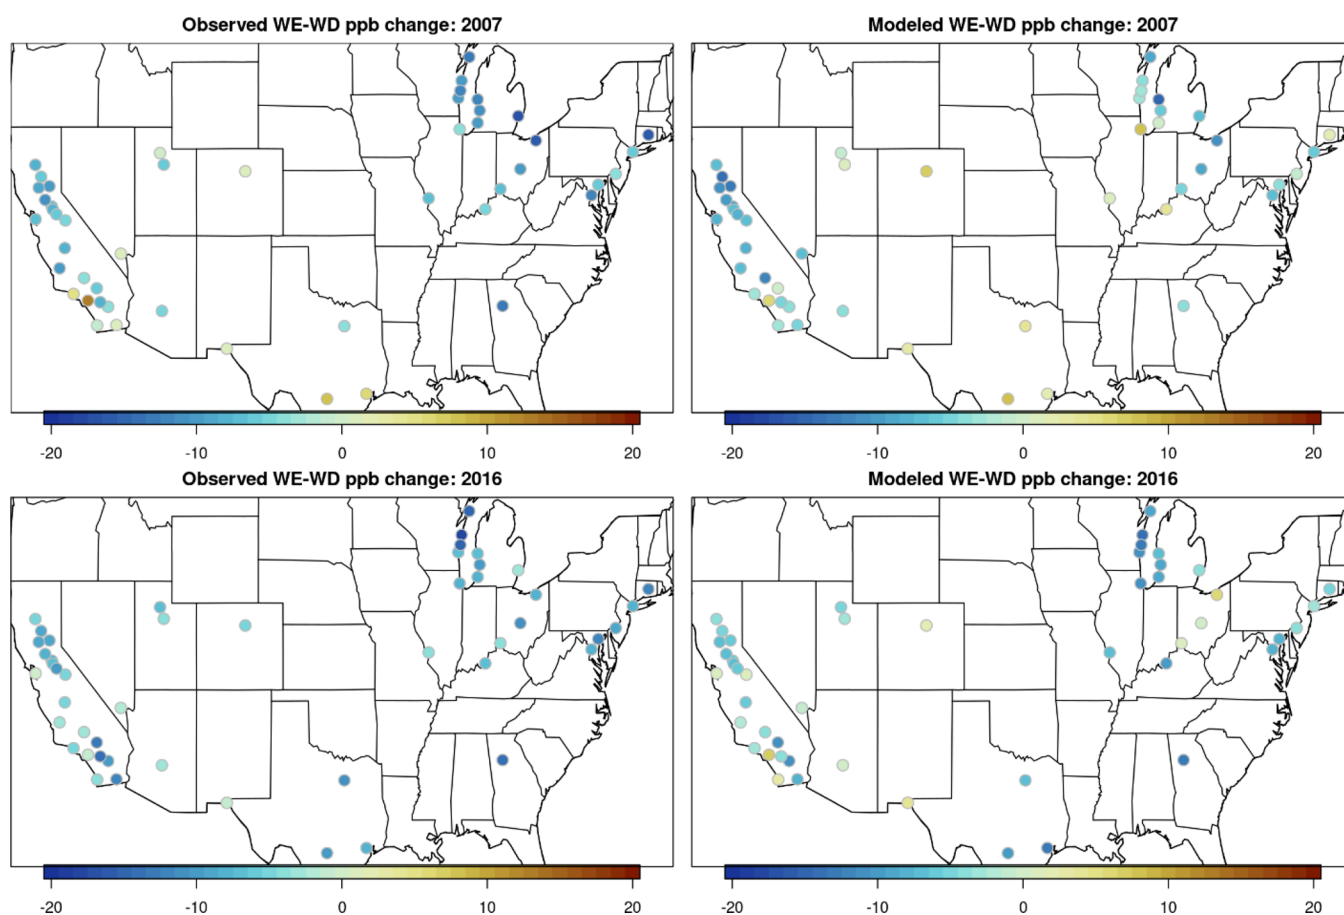 Observed WE-WD ppb change: 2007
Modeled WE-WD ppb change: 2007
-20 -10 0 10 20
-20 -10 0 10 20
Observed WE-WD ppb change: 2016
Modeled WE-WD ppb change: 2016
-20 -10 0 10 20
-20 -10 0 10 20